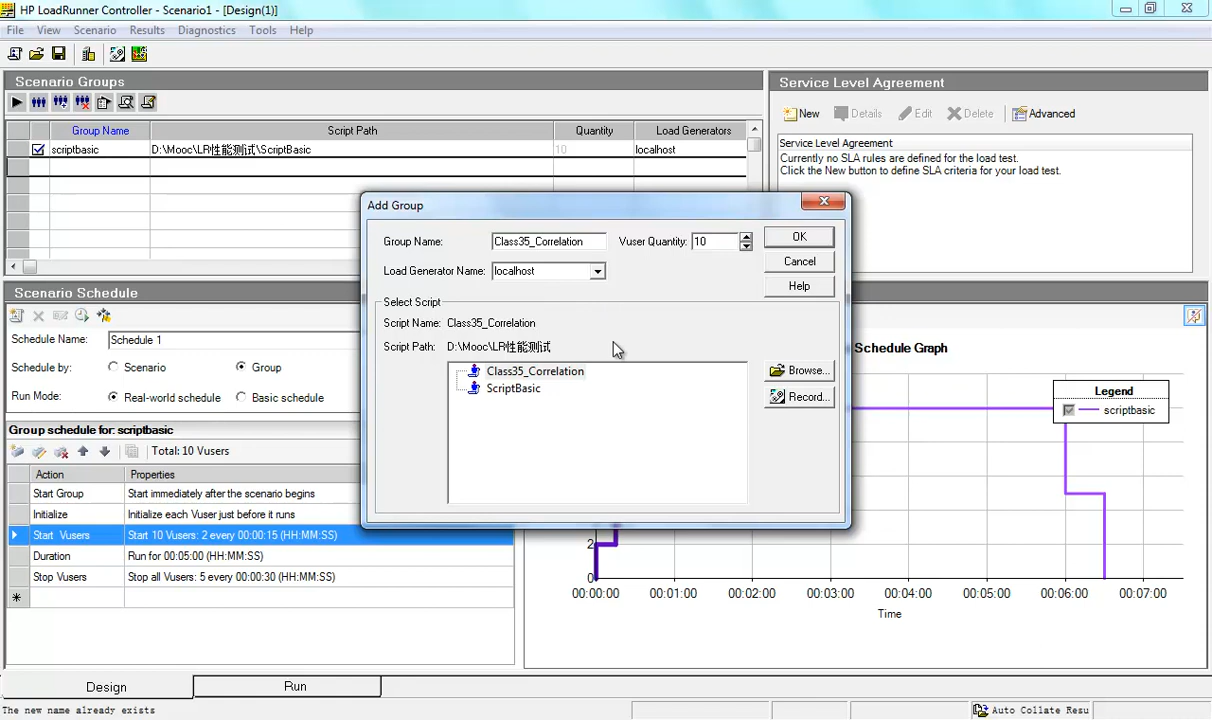 HP LoadRunner Controller - Scenario1 - [Design(1)]
File View Scenario Results Diagnostics Tools Help
Scenario Groups
Group Name Script Path Quantity Load Generators
scriptbasic D:\Mooc\LR性能测试\ScriptBasic 10 localhost
Service Level Agreement
New Details Edit Delete Advanced
Service Level Agreement
Currently no SLA rules are defined for the load test.
Click the New button to define SLA criteria for your load test.
Add Group
Group Name: Class35_Correlation Vuser Quantity: 10 OK
Cancel
Load Generator Name: localhost
Help
Select Script
Script Name: Class35_Correlation
Script Path: D:\Mooc\LR性能测试
Class35_Correlation
ScriptBasic
Browse...
Record...
Scenario Schedule
Schedule Name: Schedule 1
Schedule by: Scenario Group
Run Mode: Real-world schedule Basic schedule
Group schedule for: scriptbasic
Total: 10 Vusers
Action Properties
Start Group Start immediately after the scenario begins
Initialize Initialize each Vuser just before it runs
Start Vusers Start 10 Vusers: 2 every 00:00:15 (HH:MM:SS)
Duration Run for 00:05:00 (HH:MM:SS)
Stop Vusers Stop all Vusers: 5 every 00:00:30 (HH:MM:SS)
Schedule Graph
Legend
scriptbasic
2
0
00:00:00 00:01:00 00:02:00 00:03:00 00:04:00 00:05:00 00:06:00 00:07:00
Time
Design Run
The new name already exists
Auto Collate Resu